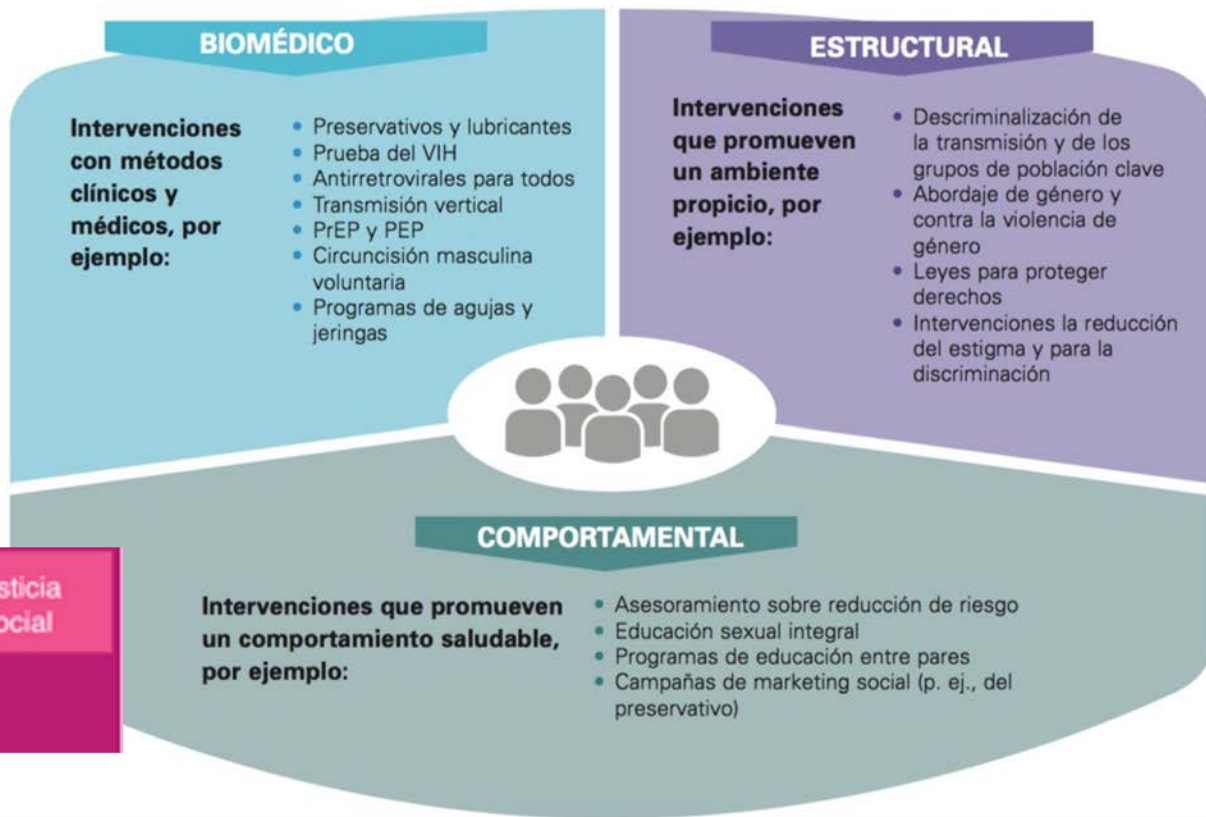 BIOMÉDICO
Intervenciones
con métodos
clínicos y
médicos, por
ejemplo:
• Preservativos y lubricantes
• Prueba del VIH
• Antirretrovirales para todos
• Transmisión vertical
• PrEP y PEP
• Circuncisión masculina
voluntaria
• Programas de agujas y
jeringas
ESTRUCTURAL
Intervenciones
que promueven
un ambiente
propicio, por
ejemplo:
• Descriminalización de
la transmisión y de los
grupos de población clave
• Abordaje de género y
contra la violencia de
género
• Leyes para proteger
derechos
• Intervenciones la reducción
del estigma y para la
discriminación
COMPORTAMENTAL
Intervenciones que promueven
un comportamiento saludable,
por ejemplo:
• Asesoramiento sobre reducción de riesgo
• Educación sexual integral
• Programas de educación entre pares
• Campañas de marketing social (p. ej., del
preservativo)
sticia
ocial